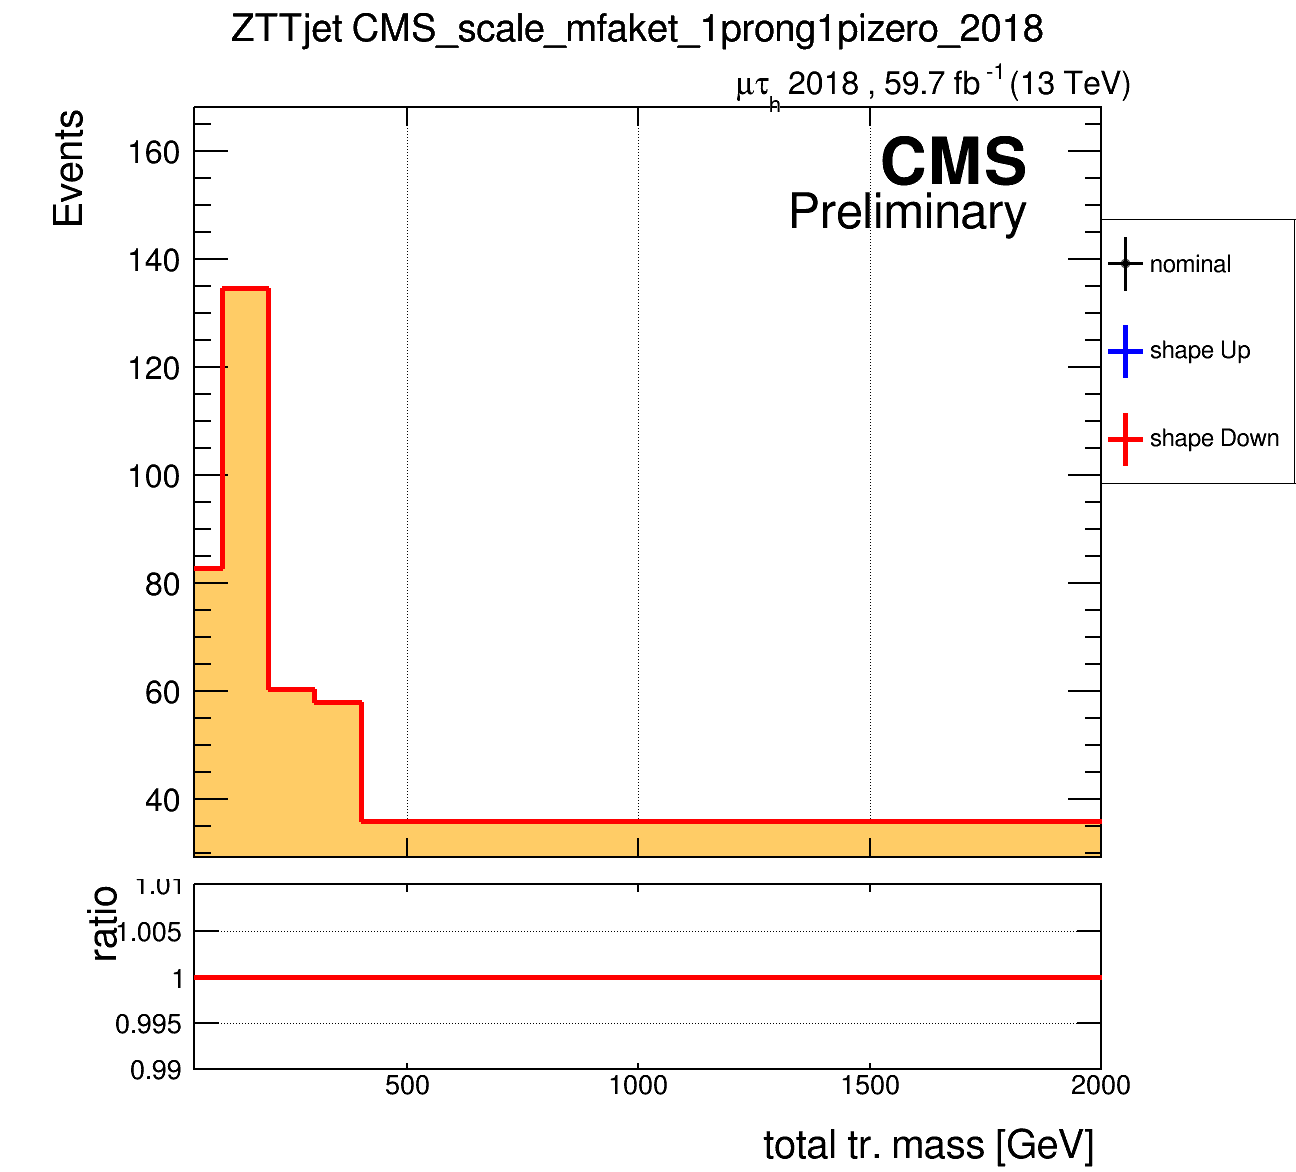 ZTTjet CMS_scale_mfaket_1prong1pizero_2018
μτh 2018 , 59.7 fb-1 (13 TeV)
Events
160
140
120
100
80
60
40
CMS
Preliminary
nominal
shape Up
shape Down
ratio
1.01
1.005
1
0.995
0.99
500 1000 1500 2000
total tr. mass [GeV]